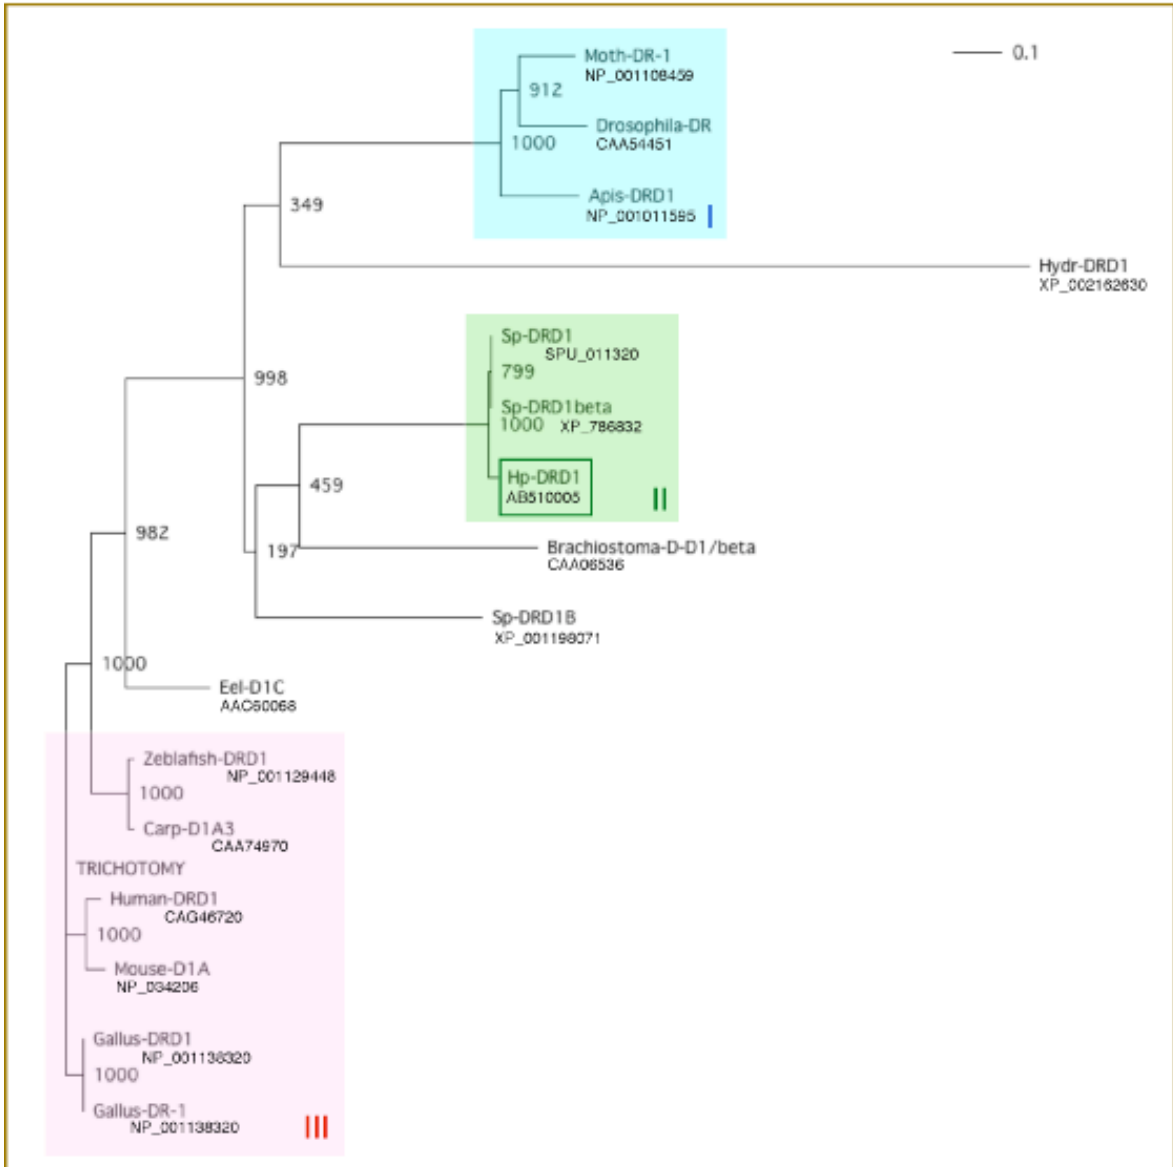 Moth-DR-1
0.1
NP_001108459
912
Drosophila-DR
1000
CAA54451
Apis-DRD1
349
NP_001011595 I
Hydr-DRD1
XP_002162630
Sp-DRD1
SPU_011320
799
998
Sp-DRD1beta
1000 XP_786832
Hp-DRD1
459
AB510005 II
982
197
Brachiostoma-D-D1/beta
CAA06536
Sp-DRD1B
XP_001198071
1000
Eel-D1C
AAC60068
Zeblafish-DRD1
NP_001129448
1000
Carp-D1A3
CAA74970
TRICHOTOMY
Human-DRD1
CAG46720
1000
Mouse-D1A
NP_034206
Gallus-DRD1
NP_001138320
1000
Gallus-DR-1
NP_001138320 III